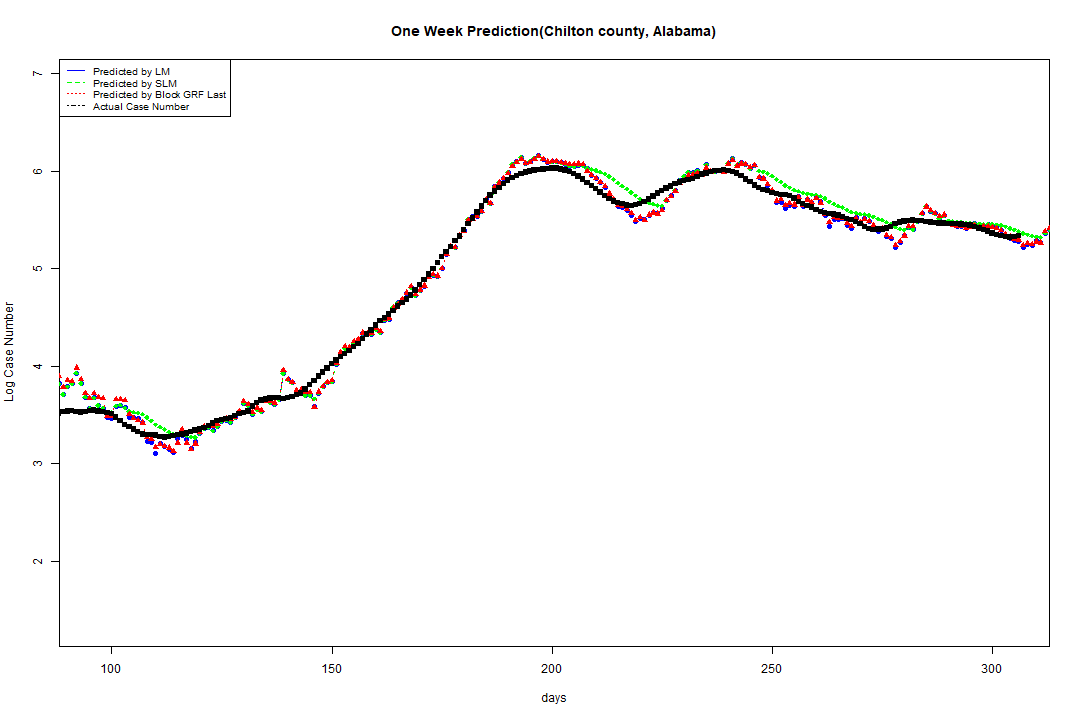 One Week Prediction(Chilton county, Alabama)
Predicted by LM
Predicted by SLM
Predicted by Block GRF Last
Actual Case Number
7
6
5
4
3
2
Log Case Number
100 150 200 250 300
days